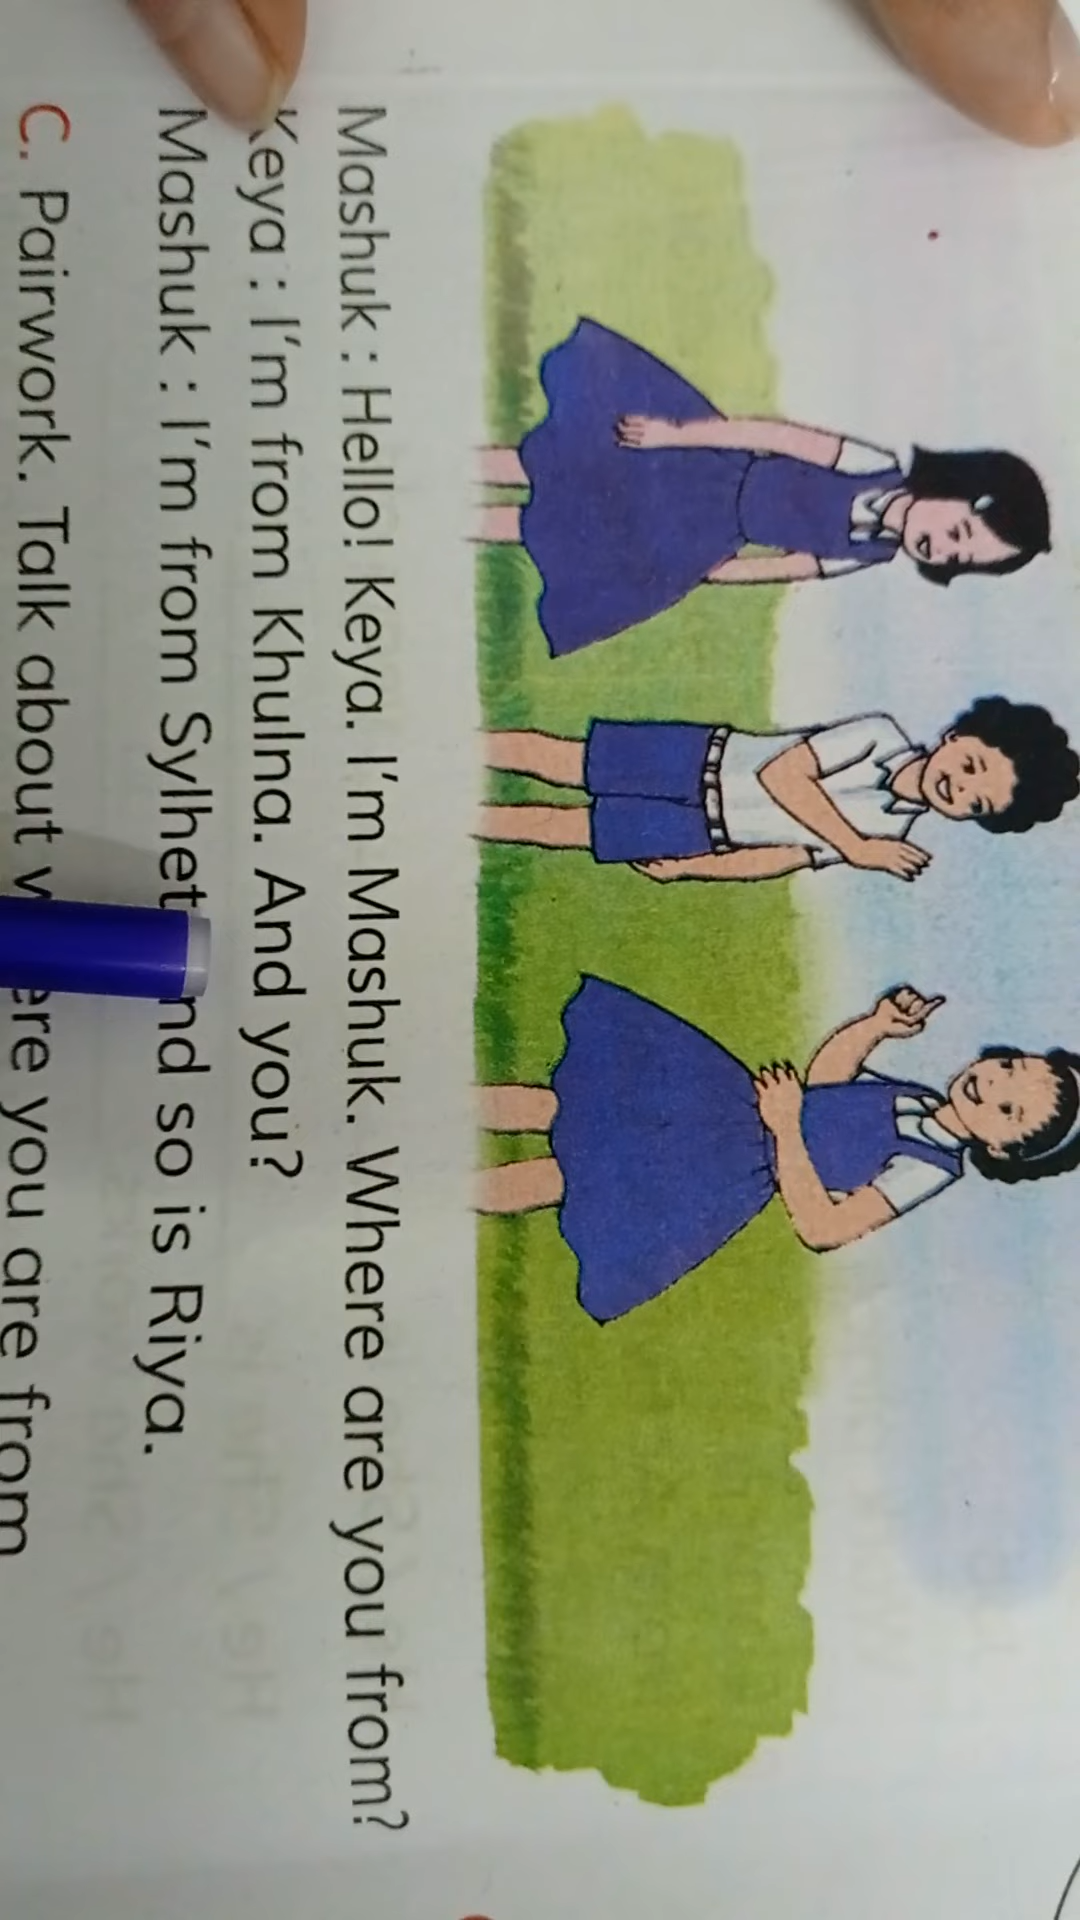 Mashuk : Hello! Keya. I'm Mashuk. Where are you from?
Keya : I'm from Khulna. And you?
Mashuk : I'm from Sylhet nd so is Riya.
C. Pairwork. Talk about w ere you are from